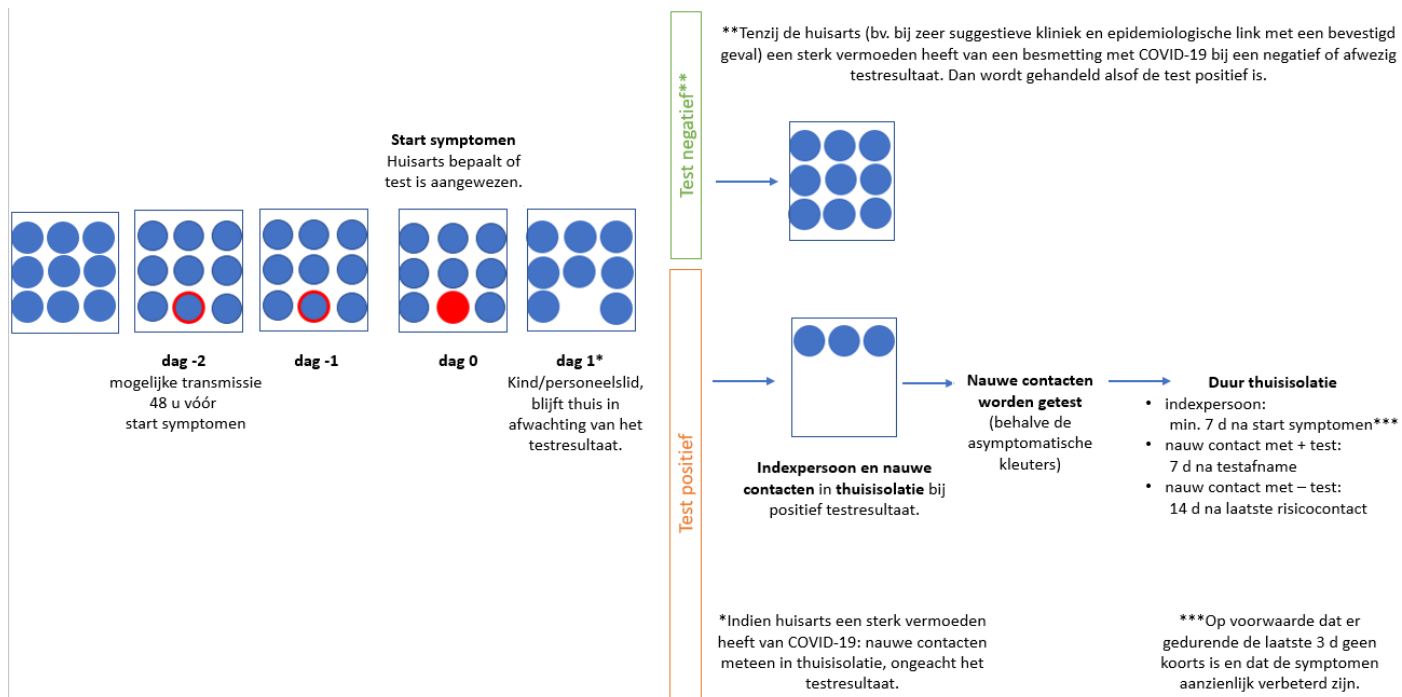 **Tenzij de huisarts (bv. bij zeer suggestieve kliniek en epidemiologische link met een bevestigd
geval) een sterk vermoeden heeft van een besmetting met COVID-19 bij een negatief of afwezig
testresultaat. Dan wordt gehandeld alsof de test positief is.
Start symptomen
Huisarts bepaalt of
test is aangewezen.
dag -2
mogelijke transmissie
48 u vóór
start symptomen
dag -1
dag 0
dag 1*
Kind/personeelslid,
blijft thuis in
afwachting van het
testresultaat.
Test negatief**
Test positief
Indexpersoon en nauwe
contacten in thuisisolatie bij
positief testresultaat.
Nauwe contacten
worden getest
(behalve de
asymptomatische
kleuters)
Duur thuisisolatie
• indexpersoon:
min. 7 d na start symptomen***
• nauw contact met + test:
7 d na testafname
• nauw contact met – test:
14 d na laatste risicocontact
*Indien huisarts een sterk vermoeden
heeft van COVID-19: nauwe contacten
meteen in thuisisolatie, ongeacht het
testresultaat.
***Op voorwaarde dat er
gedurende de laatste 3 d geen
koorts is en dat de symptomen
aanzienlijk verbeterd zijn.